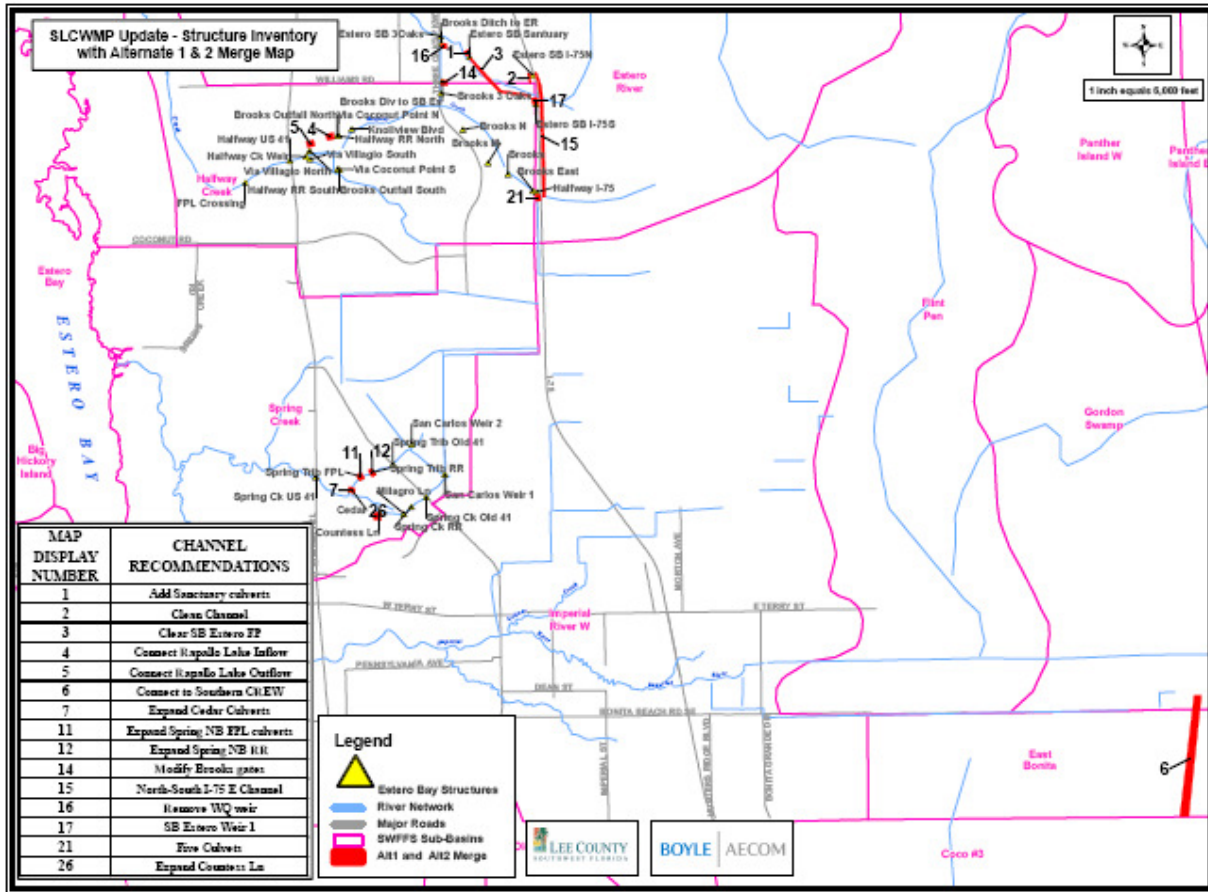 SLCWMP Update - Structure Inventory
with Alternate 1 & 2 Merge Map
1 inch equals 5,000 feet
Brooks Ditch to ER
Estero SB 3Oaks
Estero SB Santuary
Estero SB I-75N
16
1
3
2
14
WILLIAMS RD
Estero
River
Brooks 3 Oaks
17
Brooks Div to SB Es
Estero SB I-75S
Brooks Outfall North
Via Coconut Point N
5
4
Knollview Blvd
Brooks N
15
Halfway US 41
Halfway RR North
Halfway Ck Weir
Via Villagio South
Brooks
Via Villagio North
Via Coconut Point S
Brooks East
Halfway
Creek
Halfway RR South
Brooks Outfall South
Halfway I-75
FPL Crossing
21
Panther
Island W
COCONUT RD
Estero
Bay
ESTERO BAY
I-75
Flint
Pen
Gordon
Swamp
Spring
Creek
San Carlos Weir 2
Big
Hickory
Island
11
12
Spring Trib Old 41
Spring Trib FPL
Spring Trib RR
7
Milagro Ln
Spring Ck US 41
San Carlos Weir 1
Cedar
26
Spring Ck Old 41
Countess Ln
Spring Ck RR
MORTON AVE
W TERRY ST
E TERRY ST
Imperial
River W
PENNSYLVANIA AVE
DEAN ST
BONITA BEACH RD SE
IMPERIAL ST
East
Bonita
6
Coco #3
MAP DISPLAY NUMBER CHANNEL RECOMMENDATIONS
1 Add Sanctuary culverts
2 Clean Channel
3 Clear SB Estero FP
4 Connect Rapallo Lake Inflow
5 Connect Rapallo Lake Outflow
6 Connect to Southern CREW
7 Expand Cedar Culverts
11 Expand Spring NB FPL culverts
12 Expand Spring NB RR
14 Modify Brooks gates
15 North-South I-75 E Channel
16 Remove WQ weir
17 SB Estero Weir 1
21 Five Culvets
26 Expand Countess Ln
Legend
Estero Bay Structures
River Network
Major Roads
SWFFS Sub-Basins
Alt1 and Alt2 Merge
LEE COUNTY
SOUTHWEST FLORIDA
BOYLE AECOM